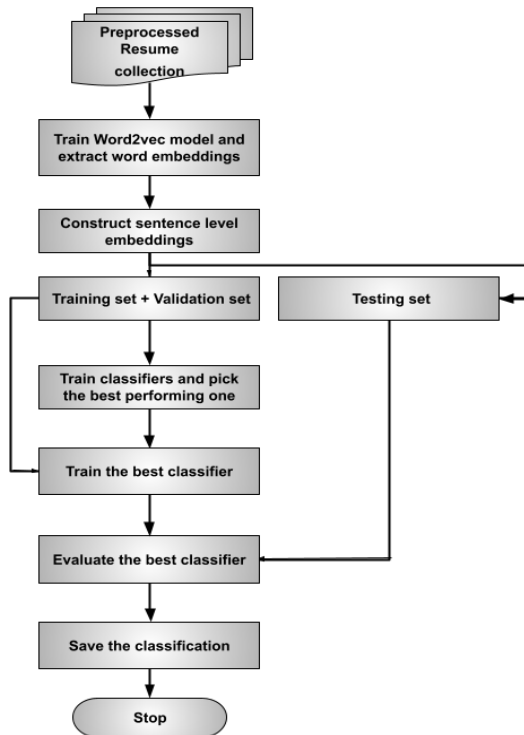 Preprocessed
Resume
collection
Train Word2vec model and
extract word embeddings
Construct sentence level
embeddings
Training set + Validation set
Testing set
Train classifiers and pick
the best performing one
Train the best classifier
Evaluate the best classifier
Save the classification
Stop